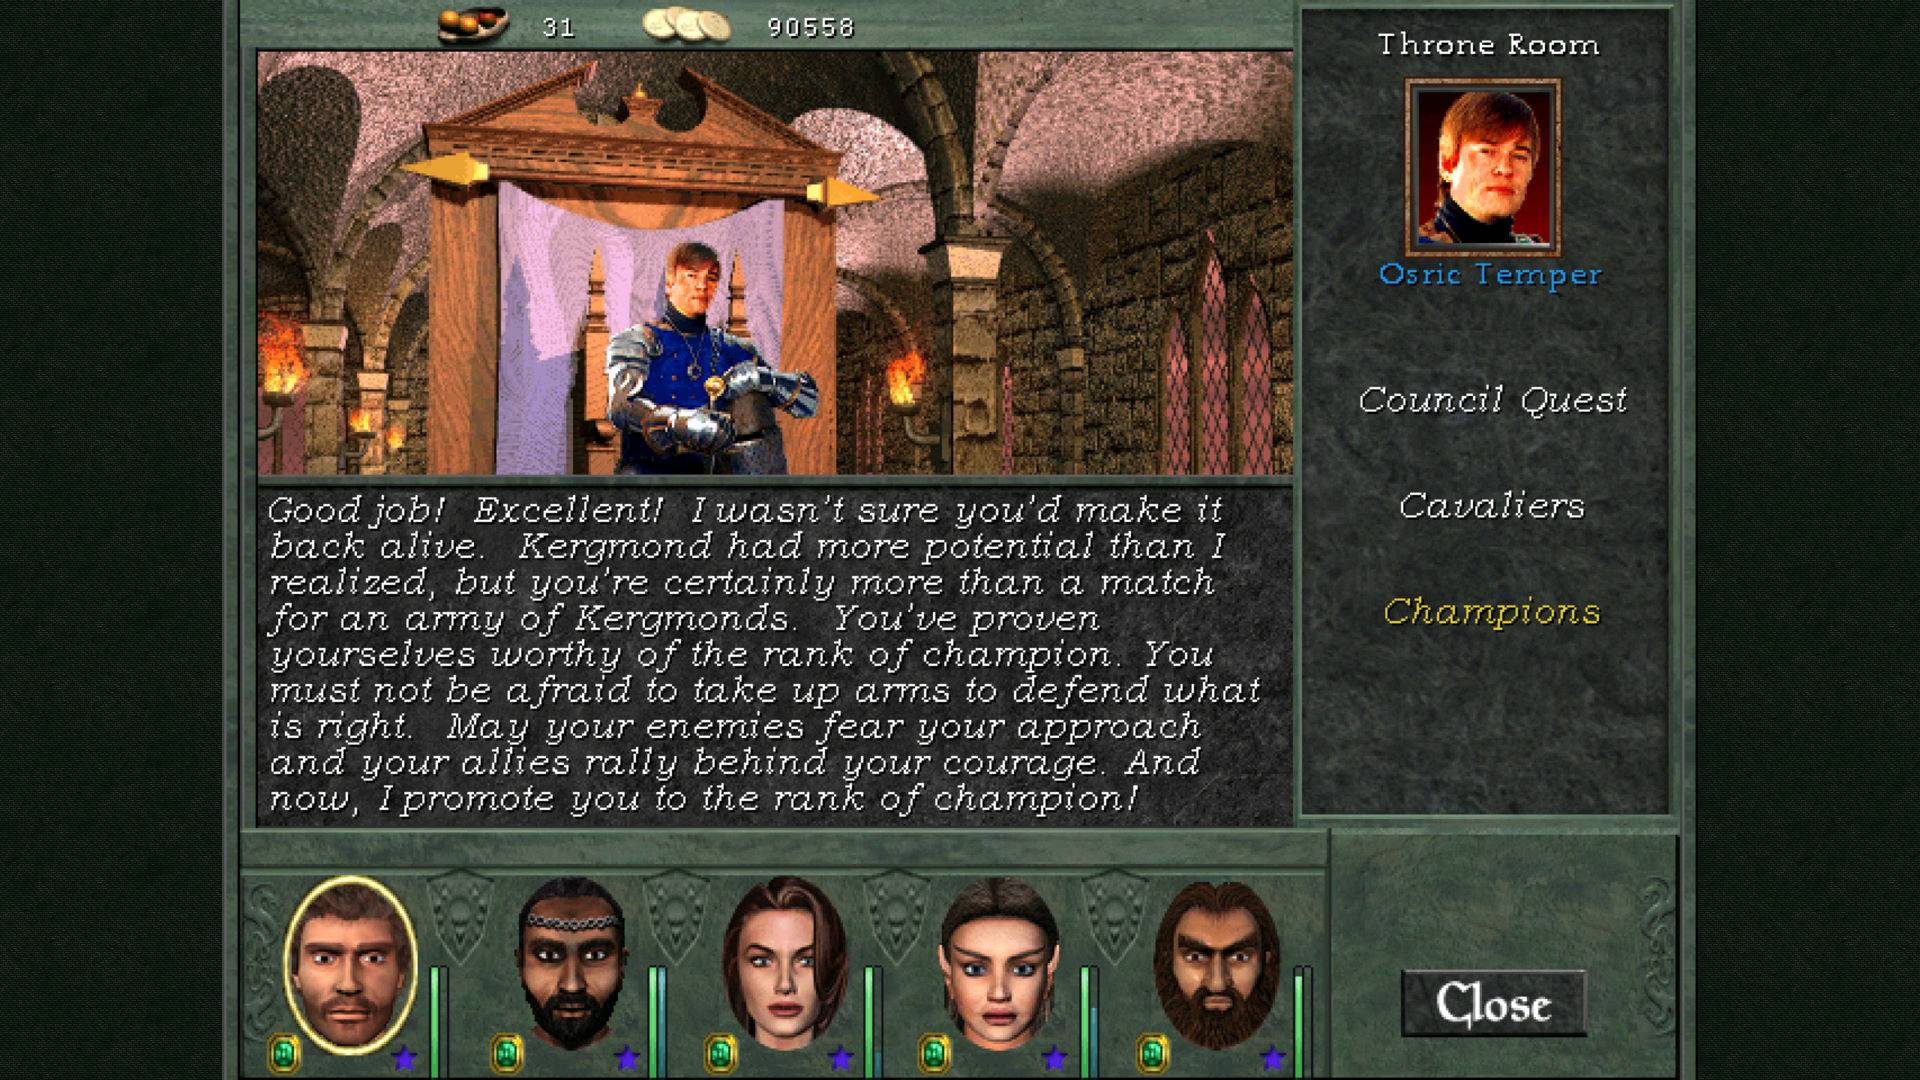 31 90558
Throne Room
Osric Temper
Council Quest
Cavaliers
Champions
Good job! Excellent! I wasn't sure you'd make it
back alive. Kergmond had more potential than I
realized, but you're certainly more than a match
for an army of Kergmonds. You've proven
yourselves worthy of the rank of champion. You
must not be afraid to take up arms to defend what
is right. May your enemies fear your approach
and your allies rally behind your courage. And
now, I promote you to the rank of champion!
Close